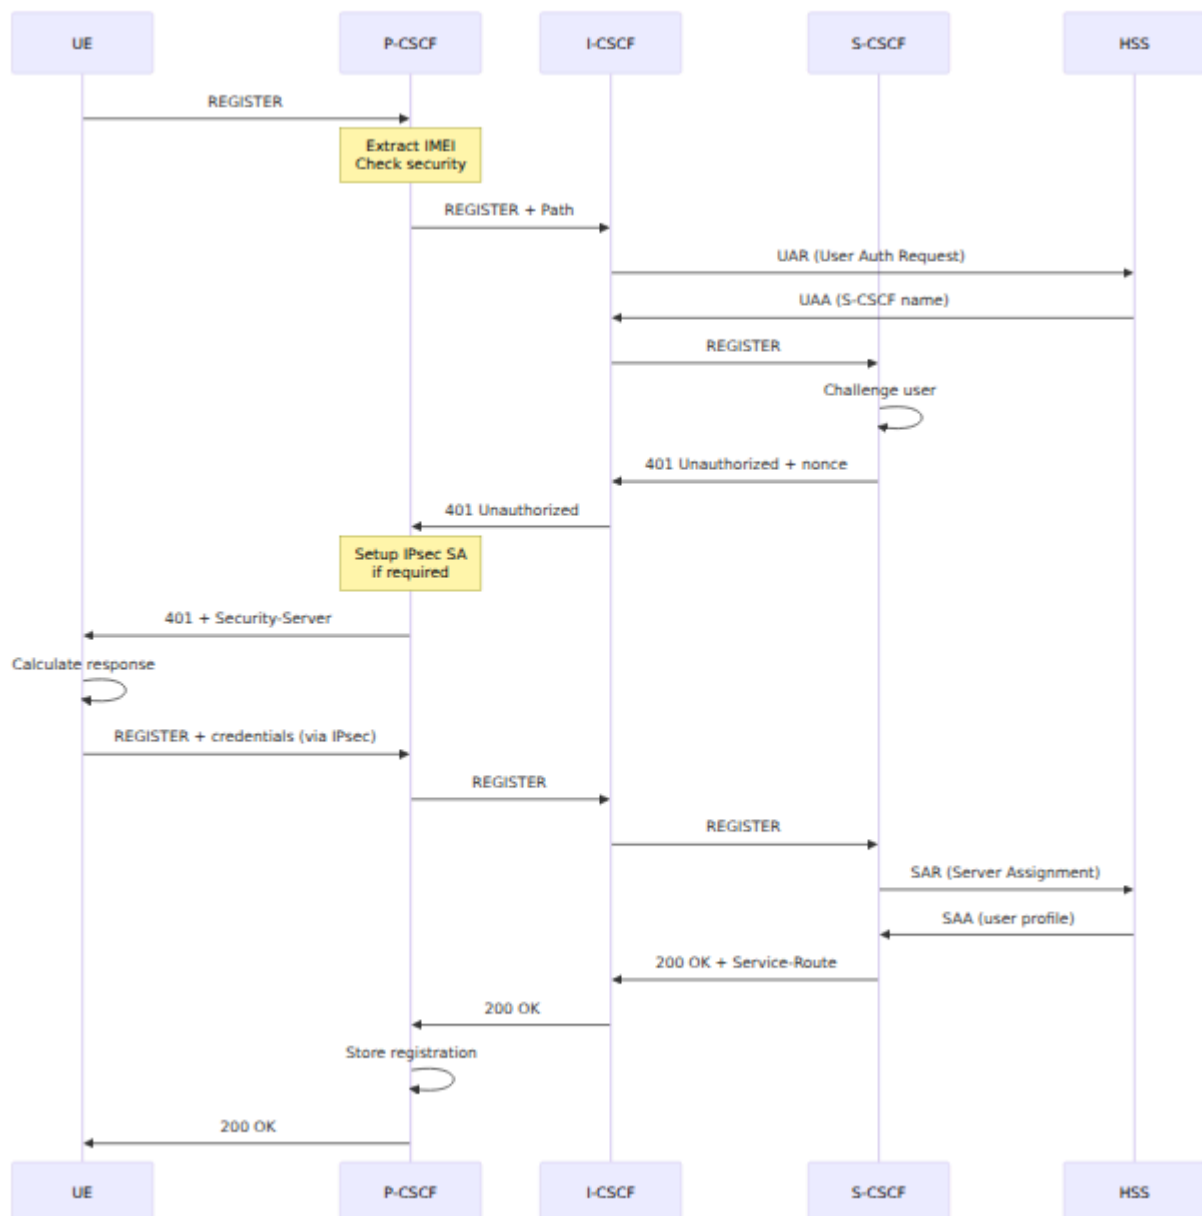 UE
P-CSCF
I-CSCF
S-CSCF
HSS
REGISTER
Extract IMEI
Check security
REGISTER + Path
UAR (User Auth Request)
UAA (S-CSCF name)
REGISTER
Challenge user
401 Unauthorized + nonce
401 Unauthorized
Setup IPsec SA
if required
401 + Security-Server
Calculate response
REGISTER + credentials (via IPsec)
REGISTER
REGISTER
SAR (Server Assignment)
SAA (user profile)
200 OK + Service-Route
200 OK
Store registration
200 OK
UE
P-CSCF
I-CSCF
S-CSCF
HSS